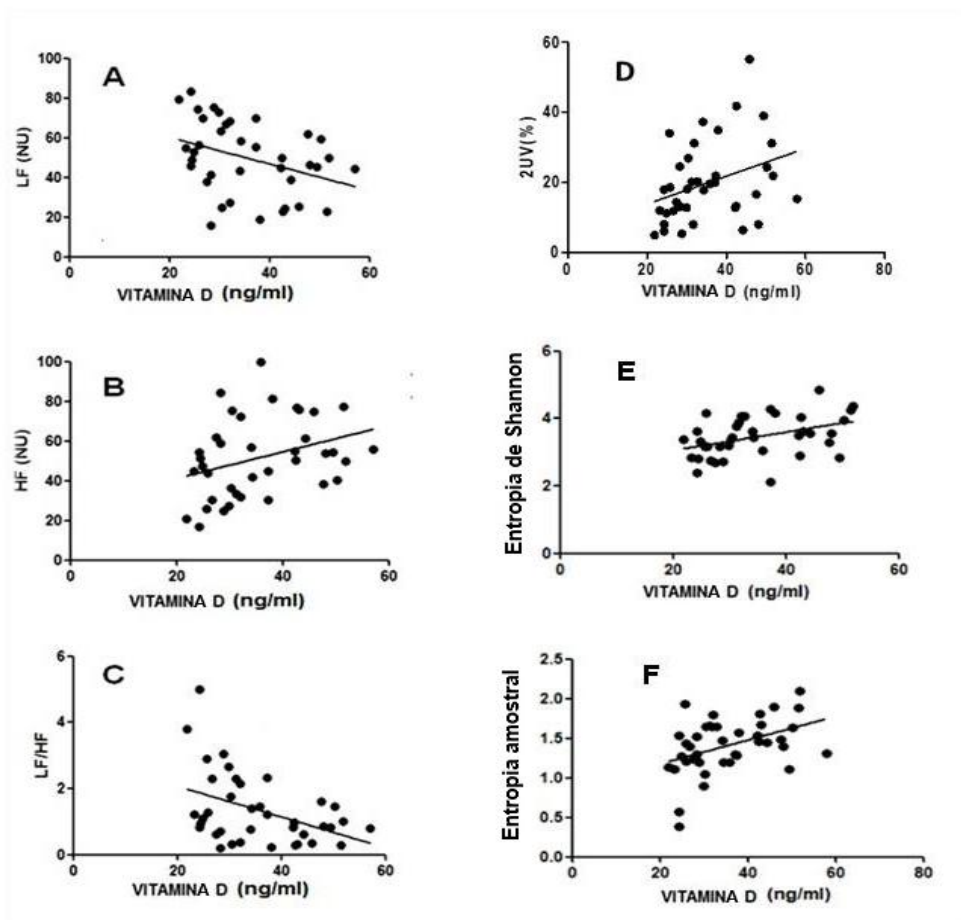 A
LF (NU)
100
80
60
40
20
0
0 20 40 60
VITAMINA D (ng/ml)
B
HF (NU)
100
80
60
40
20
0
0 20 40 60
VITAMINA D (ng/ml)
C
LF/HF
6
4
2
0
0 20 40 60
VITAMINA D (ng/ml)
D
2UV(%)
60
40
20
0
0 20 40 60 80
VITAMINA D (ng/ml)
E
Entropia de Shannon
6
4
2
0
0 20 40 60
VITAMINA D (ng/ml)
F
Entropia amostral
2.5
2.0
1.5
1.0
0.5
0.0
0 20 40 60 80
VITAMINA D (ng/ml)